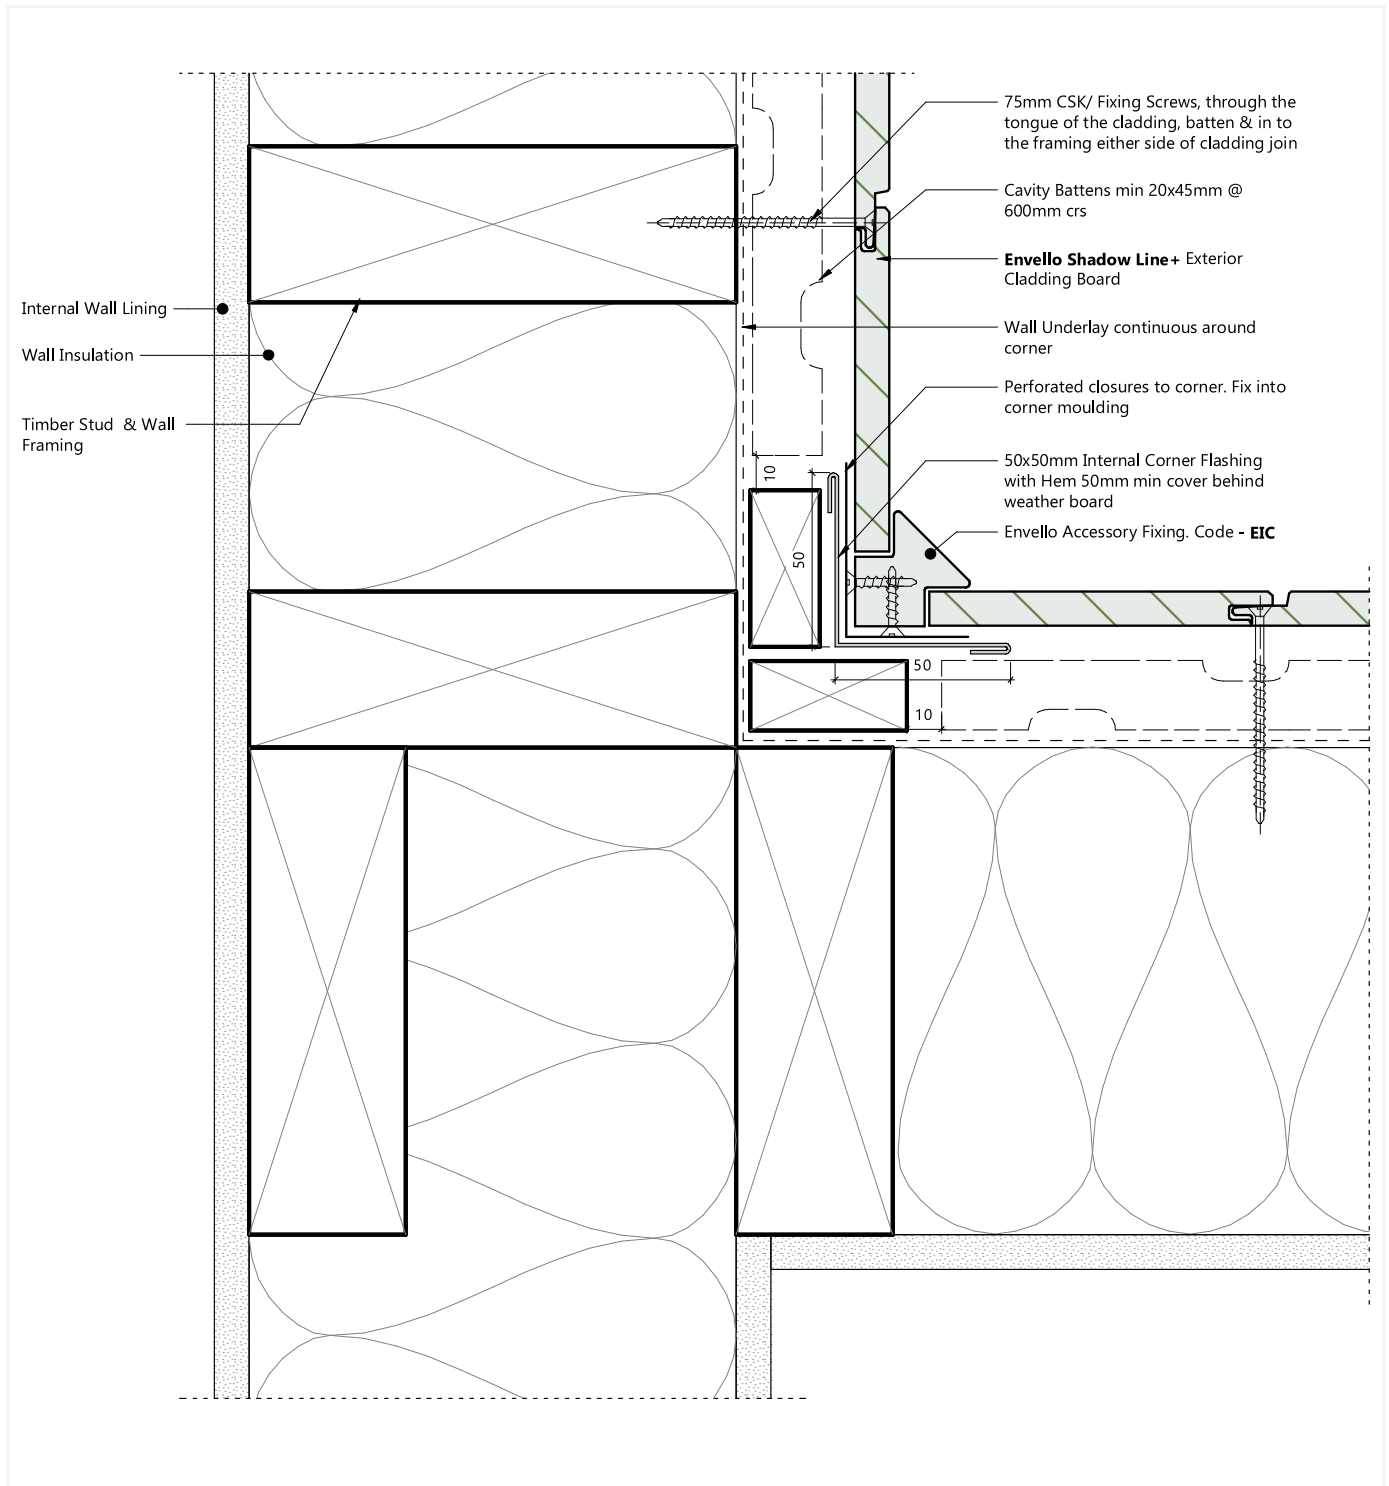 75mm CSK/ Fixing Screws, through the
tongue of the cladding, batten & in to
the framing either side of cladding join
Cavity Battens min 20x45mm @
600mm crs
Envello Shadow Line+ Exterior
Cladding Board
Internal Wall Lining
Wall Underlay continuous around
corner
Wall Insulation
Perforated closures to corner. Fix into
corner moulding
Timber Stud & Wall
Framing
50x50mm Internal Corner Flashing
with Hem 50mm min cover behind
weather board
10
Envello Accessory Fixing. Code - EIC
50
50
10